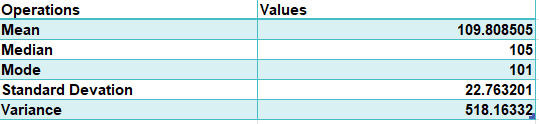 Operations Values
Mean 109.808505
Median 105
Mode 101
Standard Devation 22.763201
Variance 518.16332